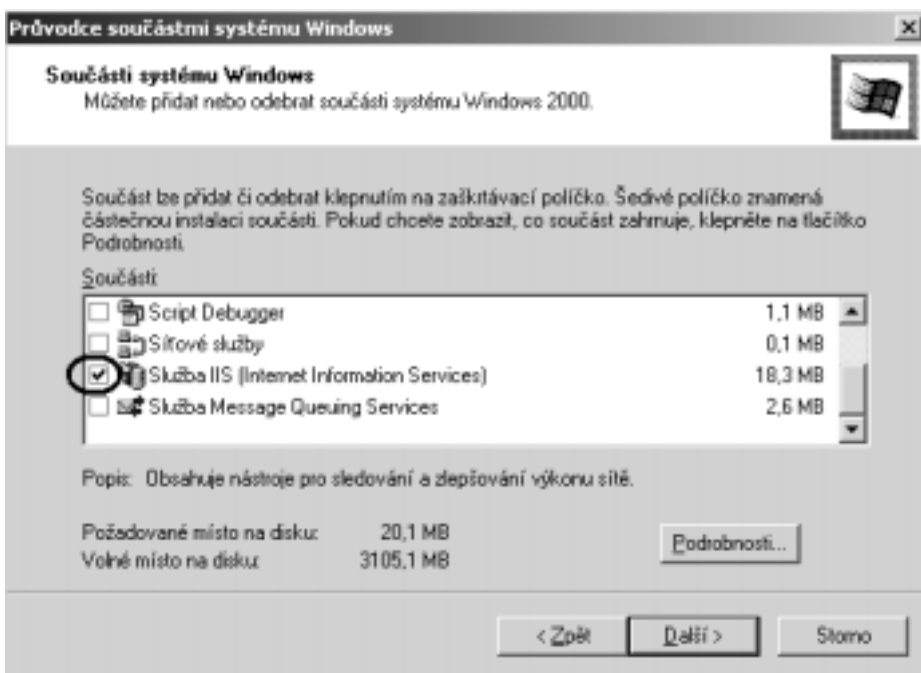 Průvodce součástmi systému Windows
Součásti systému Windows
Můžete přidat nebo odebrat součásti systému Windows 2000.
Součást lze přidat či odebrat klepnutím na zaškrtávací políčko. Šedivé políčko znamená
částečnou instalaci součásti. Pokud chcete zobrazit, co součást zahrnuje, klepněte na tlačítko
Podrobnosti.
Součásti:
Script Debugger 1,1 MB
Síťové služby 0,1 MB
Služba IIS (Internet Information Services) 18,3 MB
Služba Message Queuing Services 2,6 MB
Popis: Obsahuje nástroje pro sledování a zlepšování výkonu sítě.
Požadované místo na disku: 20,1 MB
Volné místo na disku: 3105,1 MB
Podrobnosti...
< Zpět Další > Storno